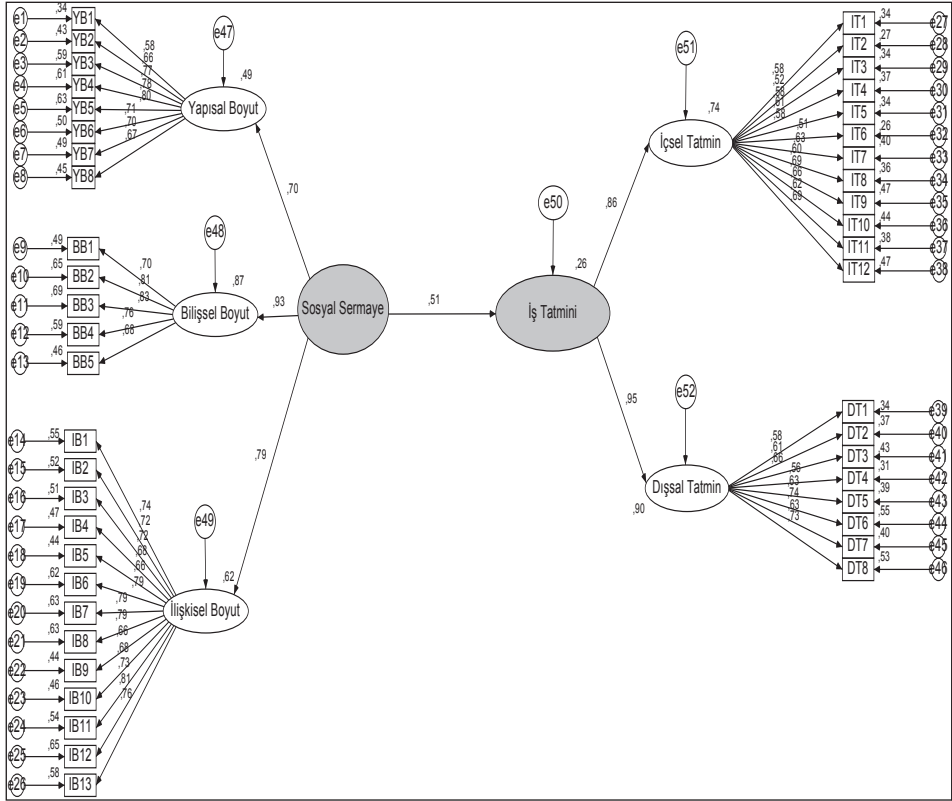 e1 ,34 YB1
e2 ,43 YB2
e3 ,59 YB3
e4 ,61 YB4
e5 ,63 YB5
e6 ,50 YB6
e7 ,49 YB7
e8 ,45 YB8
,58
,66
,77
,78
,80
,71
,70
,67
e47
,49
Yapısal Boyut
,70
e9 ,49 BB1
e10 ,65 BB2
e11 ,69 BB3
e12 ,59 BB4
e13 ,46 BB5
,70
,81
,83
,76
,68
e48
,87
Bilişsel Boyut
,93
Sosyal Sermaye
,51
,79
e14 ,55 IB1
e15 ,52 IB2
e16 ,51 IB3
e17 ,47 IB4
e18 ,44 IB5
e19 ,62 IB6
e20 ,63 IB7
e21 ,63 IB8
e22 ,44 IB9
e23 ,46 IB10
e24 ,54 IB11
e25 ,65 IB12
e26 ,58 IB13
,74
,72
,72
,68
,66
,79
,79
,79
,66
,68
,73
,81
,76
e49
,62
İlişkisel Boyut
e50
,26
İş Tatmini
,86
,95
e51
,74
İçsel Tatmin
,58
,52
,61
,58
,51
,63
,60
,69
,66
,62
,69
IT1 ,34 e27
IT2 ,27 e28
IT3 ,34 e29
IT4 ,37 e30
IT5 ,34 e31
IT6 ,26 e32
IT7 ,40 e33
IT8 ,36 e34
IT9 ,47 e35
IT10 ,44 e36
IT11 ,38 e37
IT12 ,47 e38
e52
,90
Dışsal Tatmin
,58
,61
,66
,56
,63
,74
,63
,73
DT1 ,34 e39
DT2 ,37 e40
DT3 ,43 e41
DT4 ,31 e42
DT5 ,39 e43
DT6 ,55 e44
DT7 ,40 e45
DT8 ,53 e46